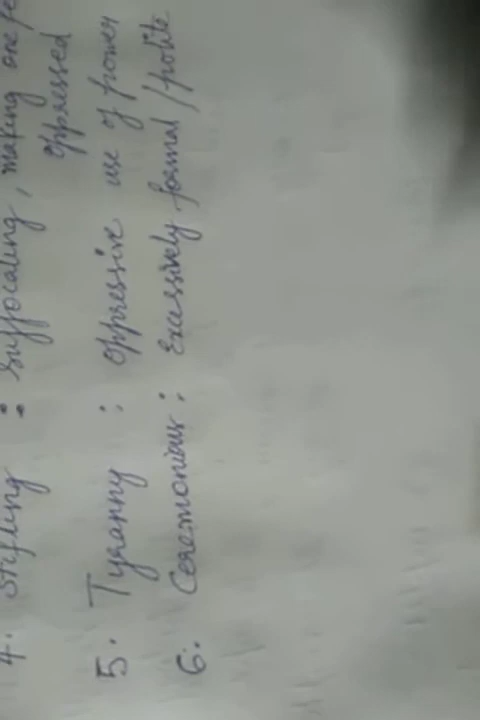 4. Stifling : Suffocating, making one fe
oppressed
5. Tyranny : oppressive use of power
6. Ceremonious : Excessively formal / polite